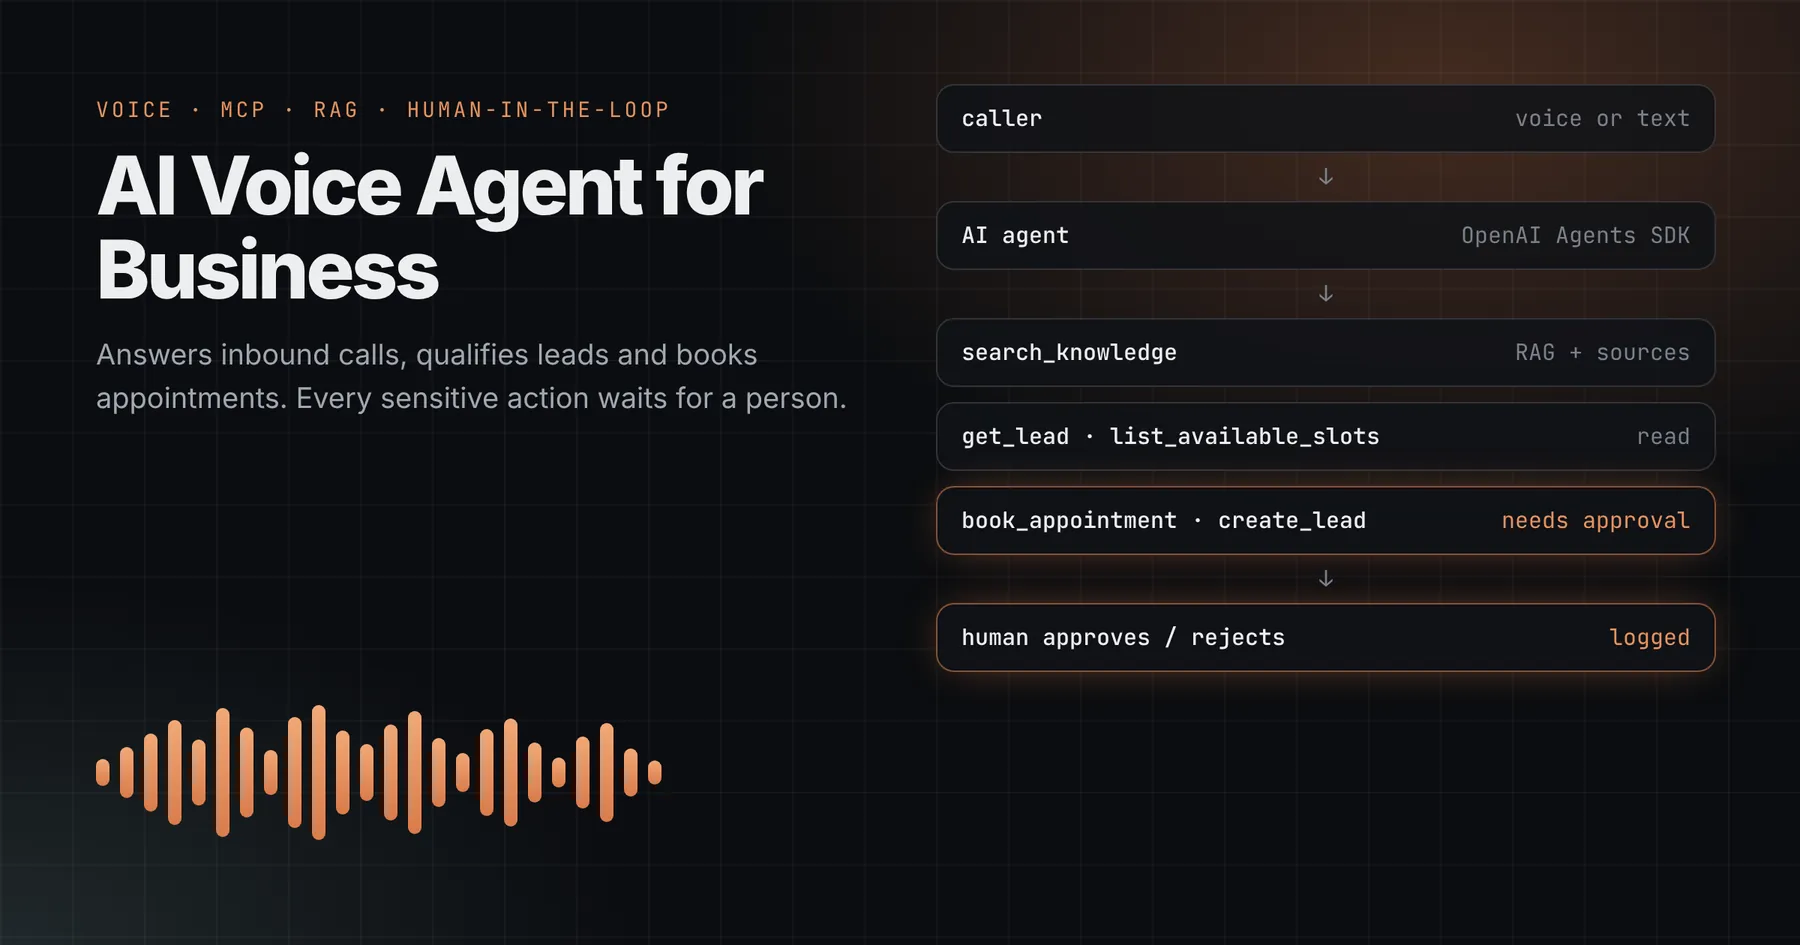 VOICE · MCP · RAG · HUMAN-IN-THE-LOOP
AI Voice Agent for
Business
Answers inbound calls, qualifies leads and books
appointments. Every sensitive action waits for a person.
caller voice or text
↓
AI agent OpenAI Agents SDK
↓
search_knowledge RAG + sources
get_lead · list_available_slots read
book_appointment · create_lead needs approval
↓
human approves / rejects logged